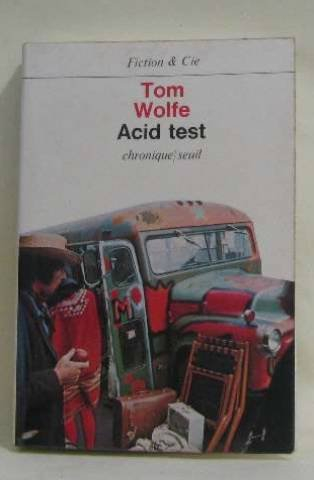 Fiction & Cie
Tom
Wolfe
Acid test
chronique/seuil